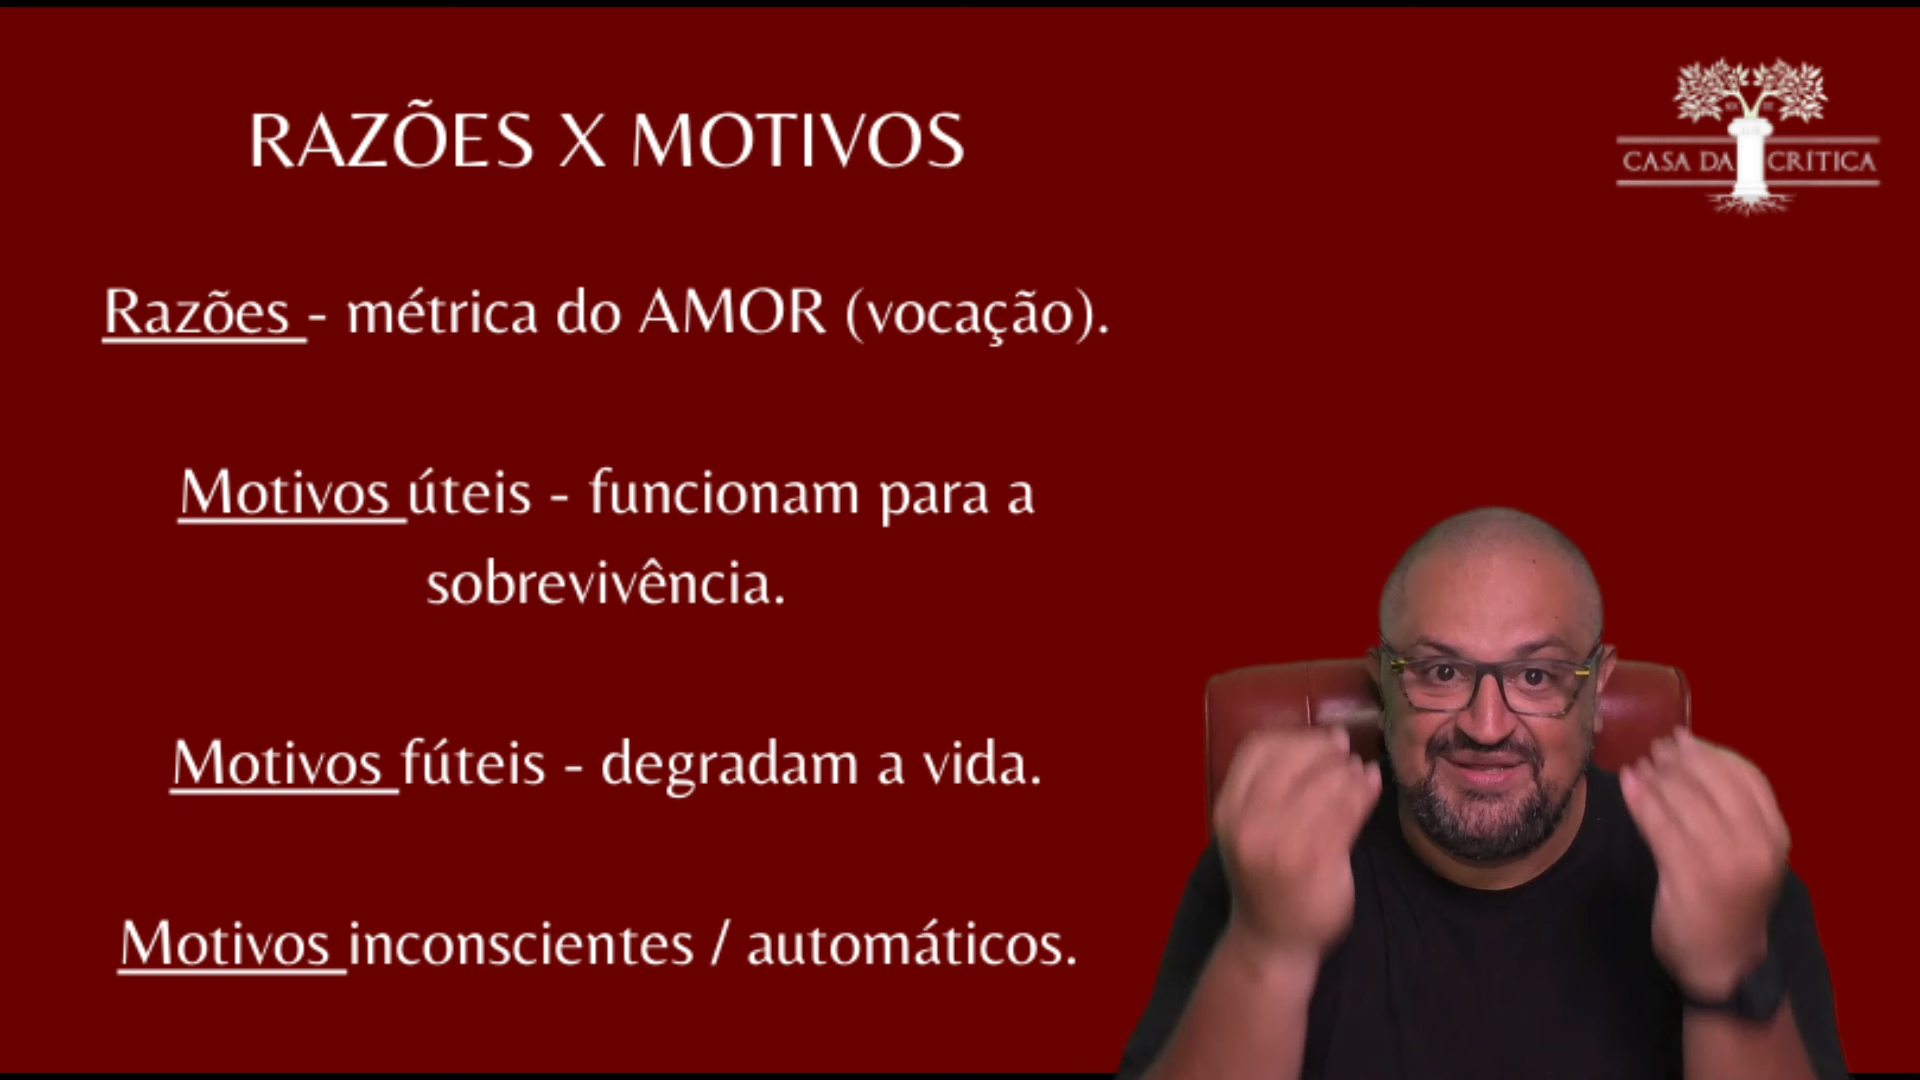 RAZÕES X MOTIVOS
CASA DA CRÍTICA
Razões - métrica do AMOR (vocação).
Motivos úteis - funcionam para a
sobrevivência.
Motivos fúteis - degradam a vida.
Motivos inconscientes / automáticos.